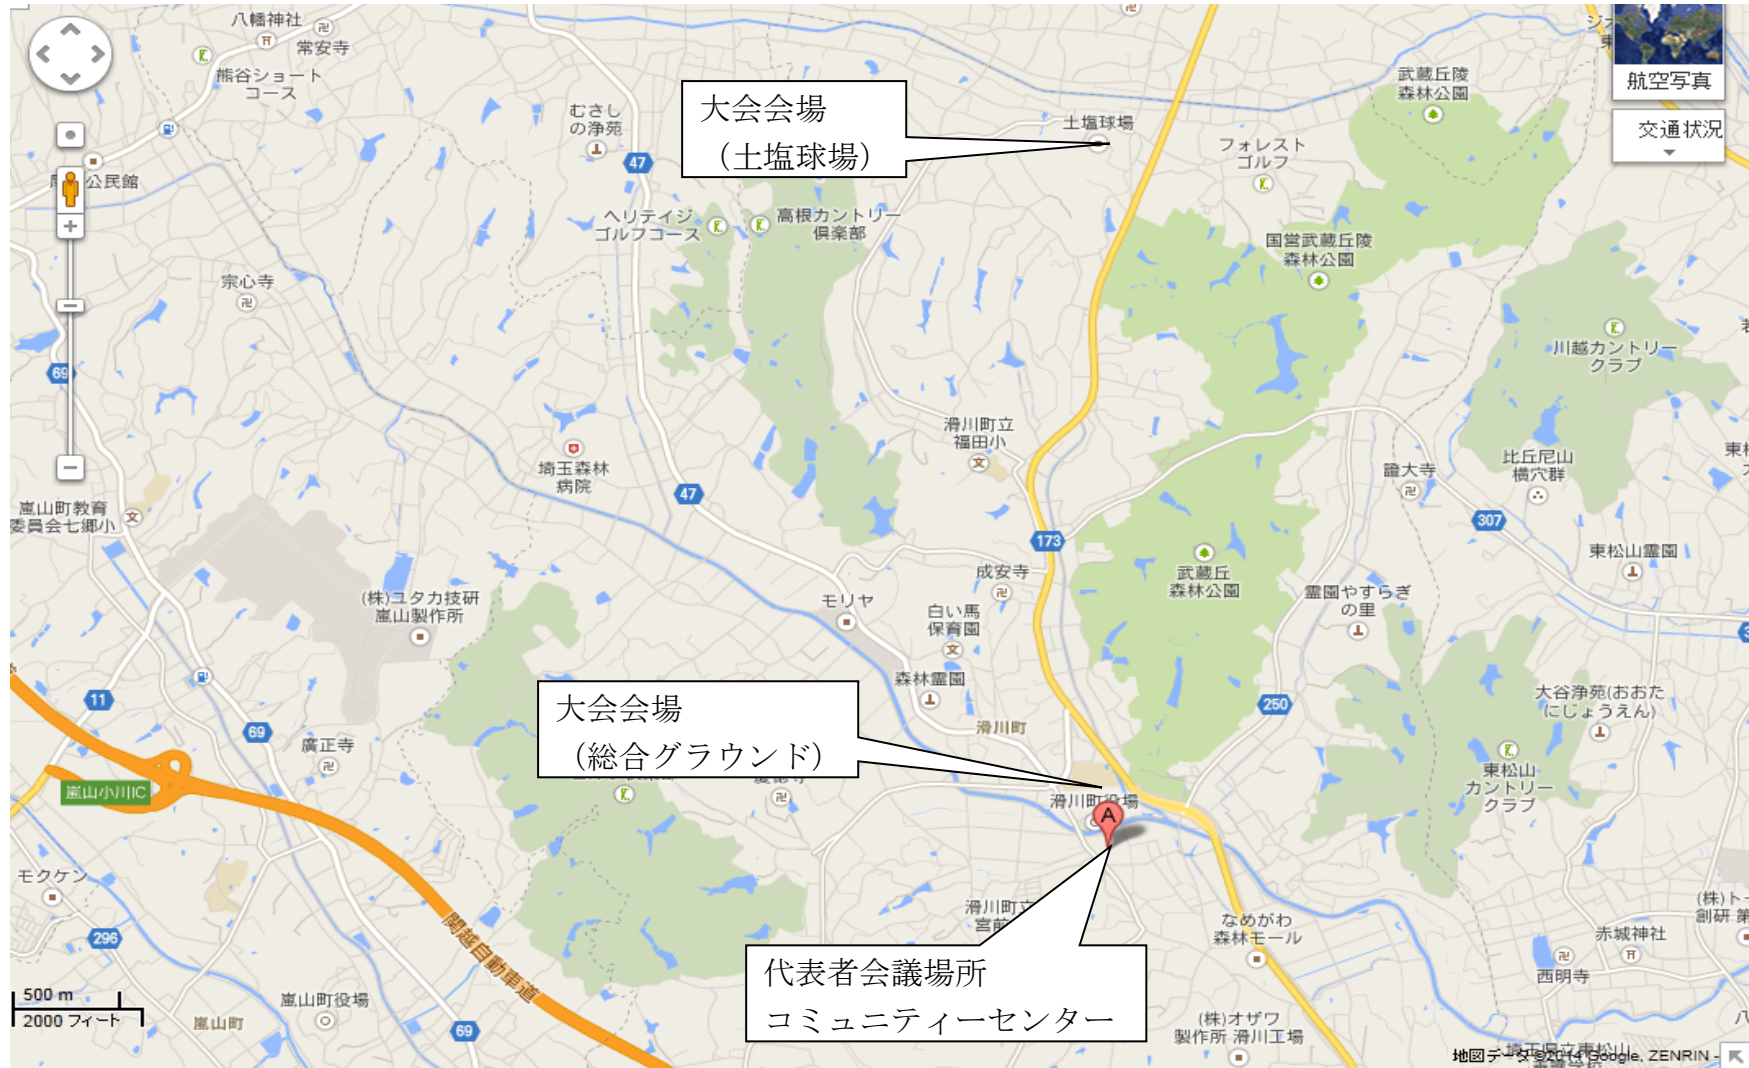 八幡神社
常安寺
熊谷ショート
コース
むさし
の浄苑
47
大会会場
（土塩球場）
土塩球場
フォレスト
ゴルフ
武蔵丘陵
森林公園
航空写真
交通状況
公民館
ヘリテイジ
ゴルフコース
高根カントリー
倶楽部
国営武蔵丘陵
森林公園
宗心寺
69
川越カントリー
クラブ
滑川町立
福田小
埼玉森林
病院
47
證大寺
比丘尼山
横穴群
嵐山町教育
委員会七郷小
173
307
東松山霊園
成安寺
武蔵丘
森林公園
霊園やすらぎ
の里
(株)ユタカ技研
嵐山製作所
モリヤ
白い馬
保育園
森林霊園
11
69
廣正寺
大会会場
（総合グラウンド）
滑川町
250
大谷浄苑(おおた
にじょうえん)
嵐山小川IC
滑川町役場
A
東松山
カントリー
クラブ
モクケン
296
関越自動車道
滑川町立
宮前
なめがわ
森林モール
(株)ト
創研 第
赤城神社
西明寺
代表者会議場所
コミュニティーセンター
500 m
2000 フィート
嵐山町
嵐山町役場
69
(株)オザワ
製作所 滑川工場
地図データ ©2014 Google, ZENRIN -